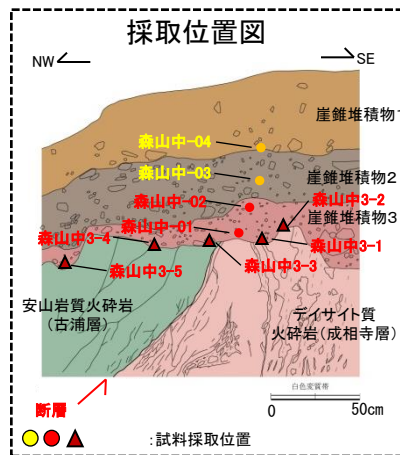 採取位置図
NW
SE
崖錐堆積物1
森山中-04
森山中-03
崖錐堆積物2
森山中-02
森山中3-2
崖錐堆積物3
森山中-01
森山中3-4
森山中3-1
森山中3-3
森山中3-5
安山岩質火砕岩
(古浦層)
デイサイト質
火砕岩(成相寺層)
白色変質帯
断層
0
50cm
:試料採取位置